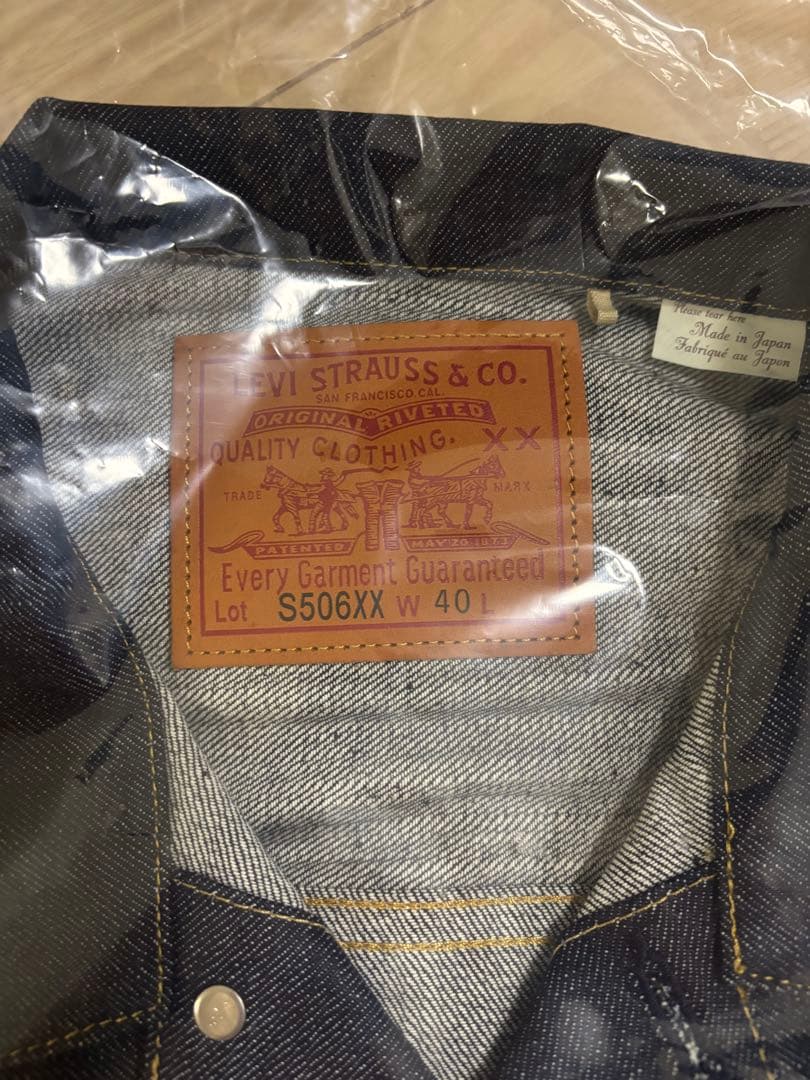 Please tear here
Made in Japan
Fabriqué au Japon
LEVI STRAUSS & CO.
SAN FRANCISCO, CAL.
ORIGINAL RIVETED
QUALITY CLOTHING. XX
TRADE MARK
PATENTED MAY 20 1873
Every Garment Guaranteed
Lot S506XX W 40 L